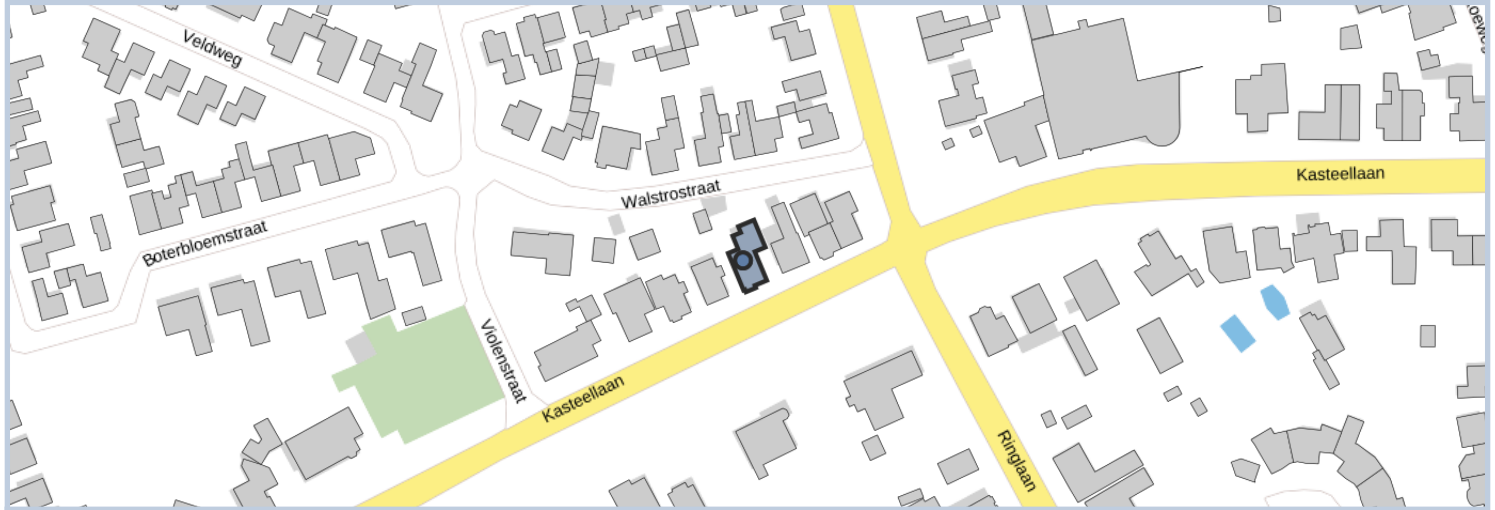 Veldweg
Walstrostraat
Kasteellaan
Boterbloemstraat
Violenstraat
Kasteellaan
Ringlaan